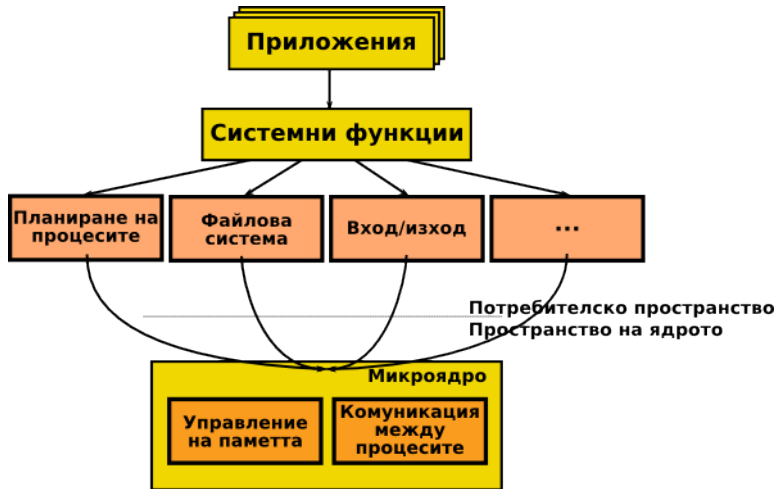 Приложения
Системни функции
Планиране на
процесите
Файлова
система
Вход/изход
...
Потребителско пространство
Пространство на ядрото
Микроядро
Управление
на паметта
Комуникация
между
процесите